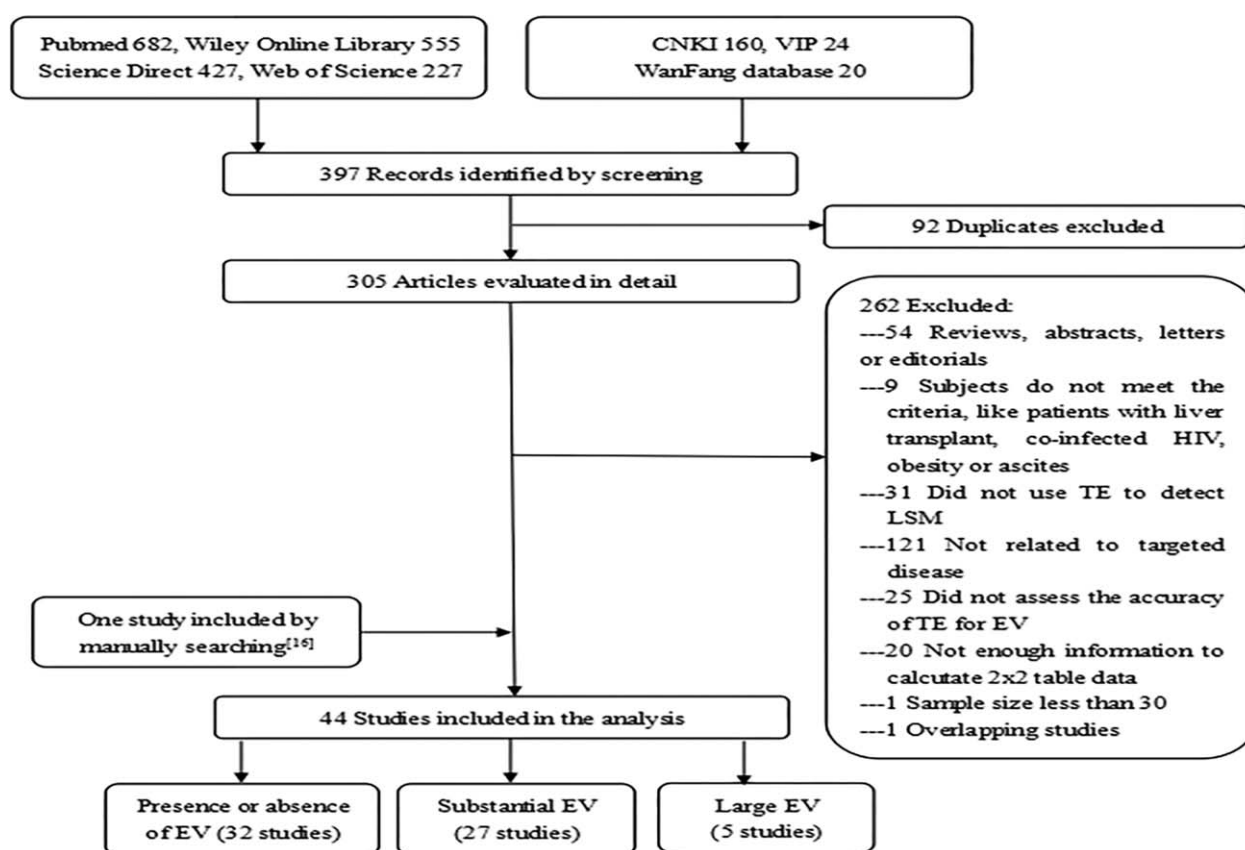 Pubmed 682, Wiley Online Library 555
Science Direct 427, Web of Science 227
CNKI 160, VIP 24
WanFang database 20
397 Records identified by screening
92 Duplicates excluded
305 Articles evaluated in detail
262 Excluded:
---54 Reviews, abstracts, letters
or editorials
---9 Subjects do not meet the
criteria, like patients with liver
transplant, co-infected HIV,
obesity or ascites
---31 Did not use TE to detect
LSM
---121 Not related to targeted
disease
---25 Did not assess the accuracy
of TE for EV
---20 Not enough information to
calcutate 2x2 table data
---1 Sample size less than 30
---1 Overlapping studies
One study included by
manually searching[16]
44 Studies included in the analysis
Presence or absence
of EV (32 studies)
Substantial EV
(27 studies)
Large EV
(5 studies)